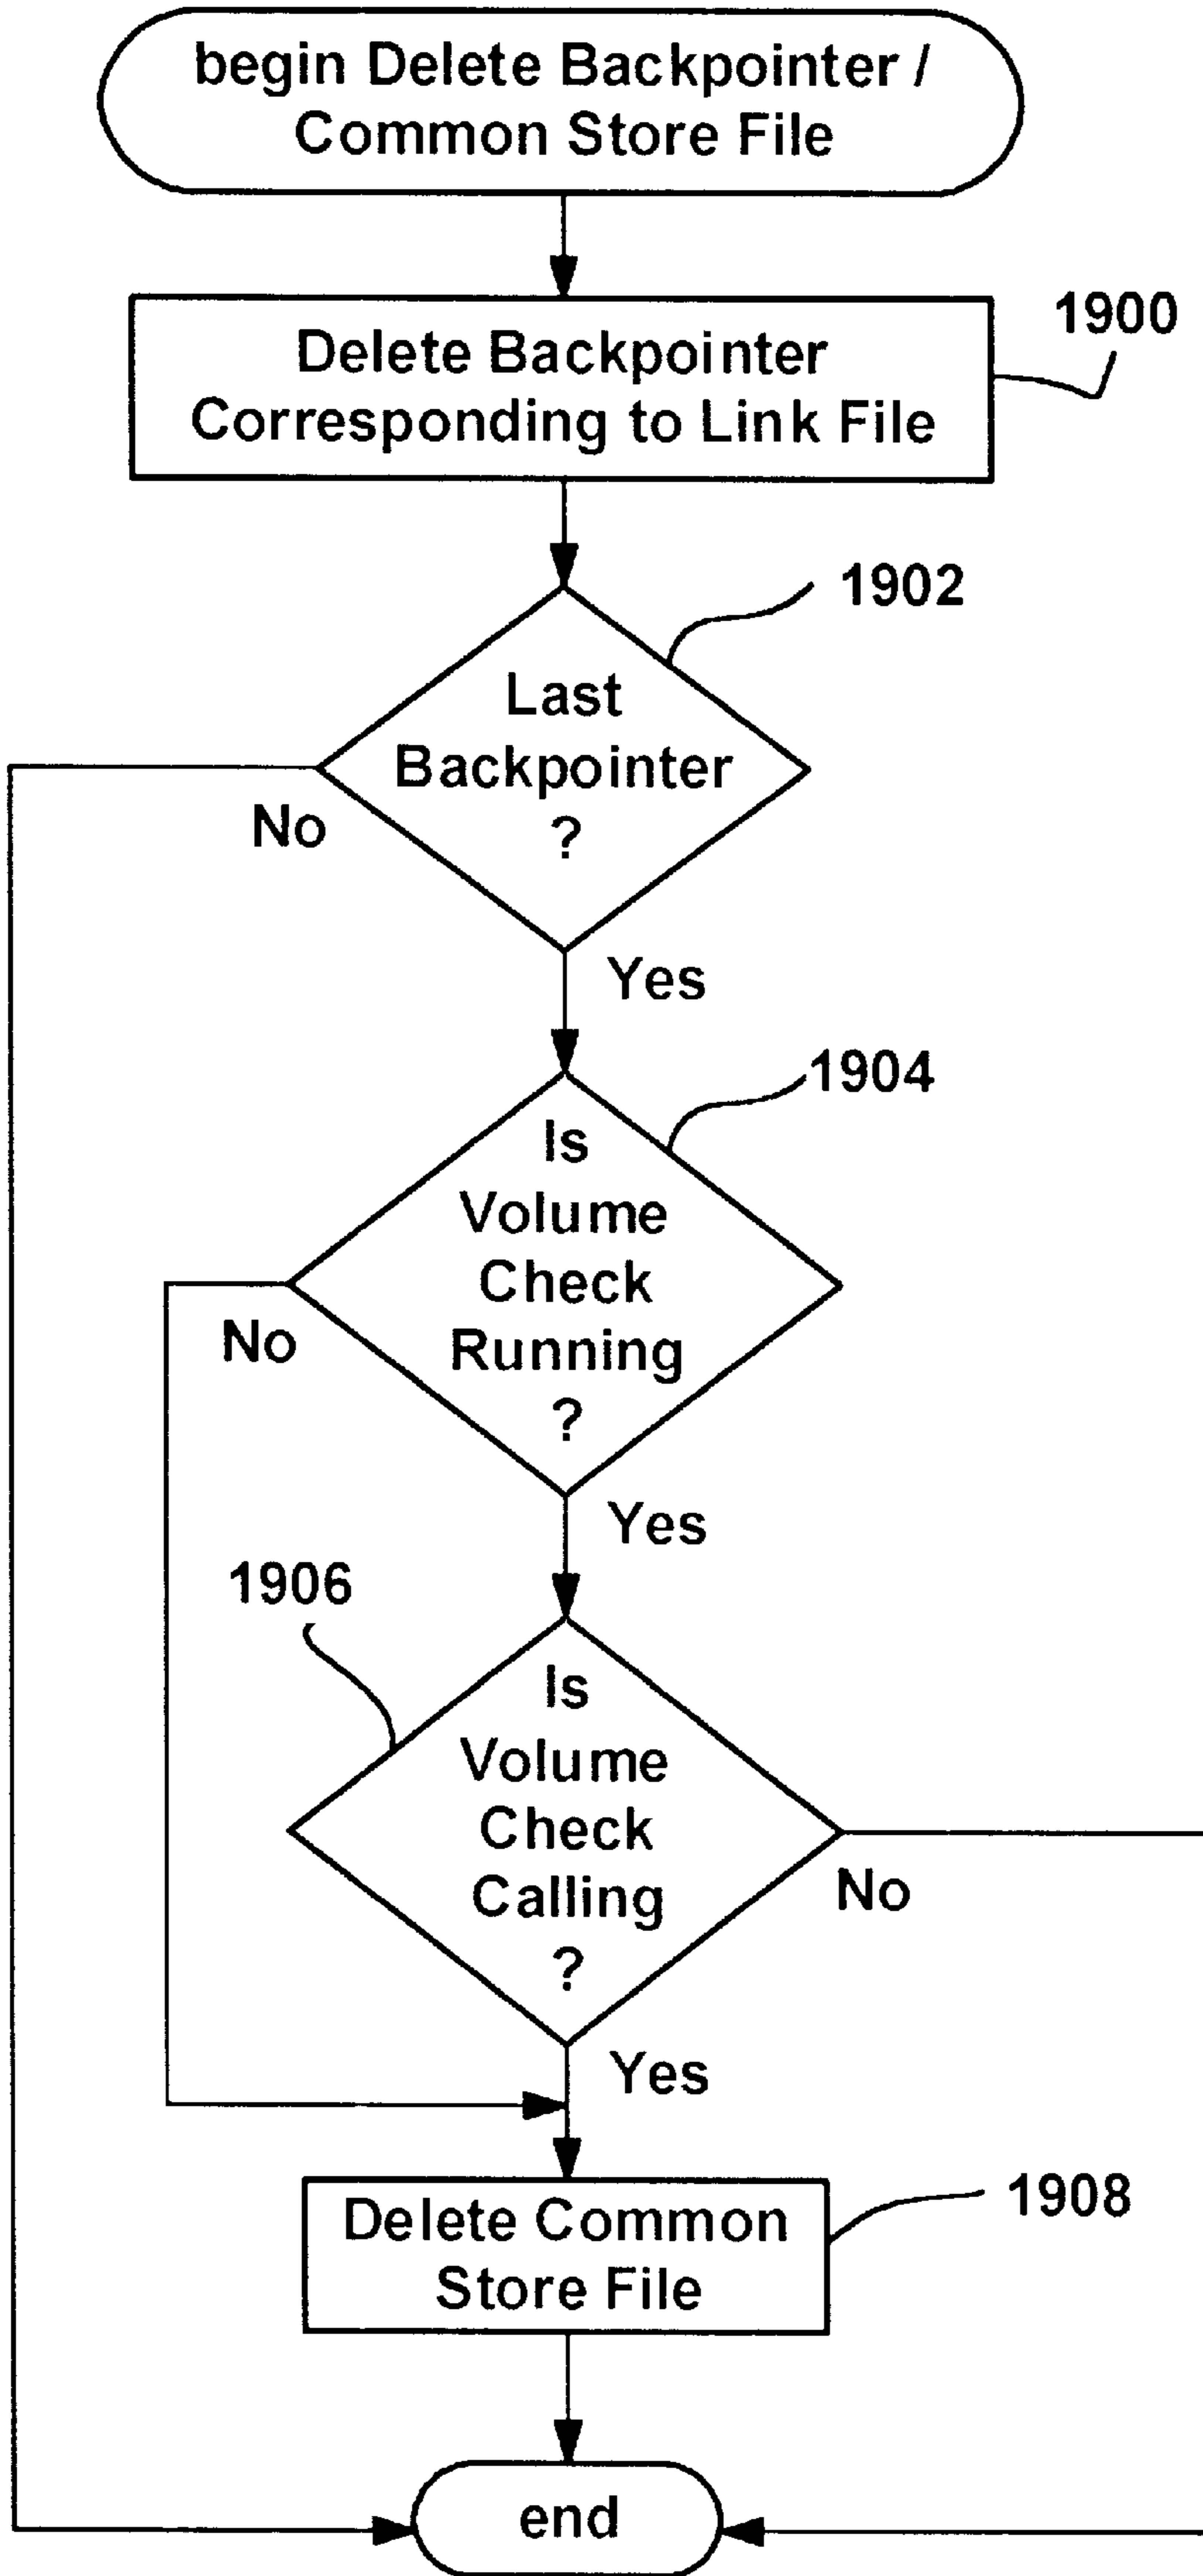 begin Delete Backpointer /
Common Store File
1900
Delete Backpointer
Corresponding to Link File
1902
Last
Backpointer
?
No
Yes
1904
Is
Volume
Check
Running
?
No
Yes
1906
Is
Volume
Check
Calling
?
No
Yes
1908
Delete Common
Store File
end